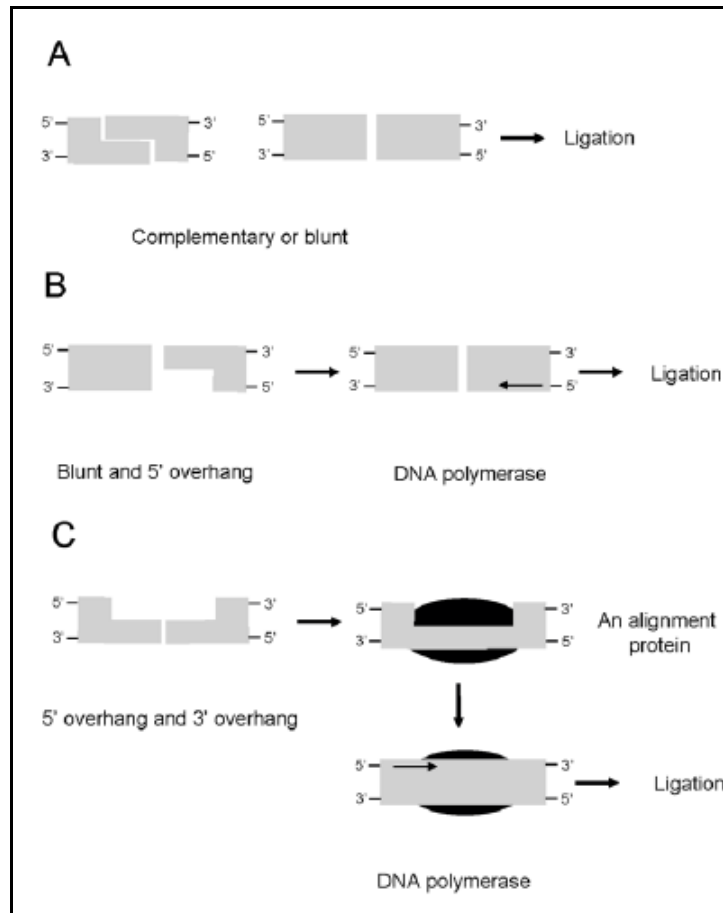 A
5' 3' 5' 3'
Ligation
3' 5' 3' 5'
Complementary or blunt
B
5' 3' 5' 3'
Ligation
3' 5' 3' 5'
Blunt and 5' overhang DNA polymerase
C
5' 3' 5' 3'
An alignment
3' 5' 3' 5'
protein
5' overhang and 3' overhang
5' 3'
Ligation
3' 5'
DNA polymerase